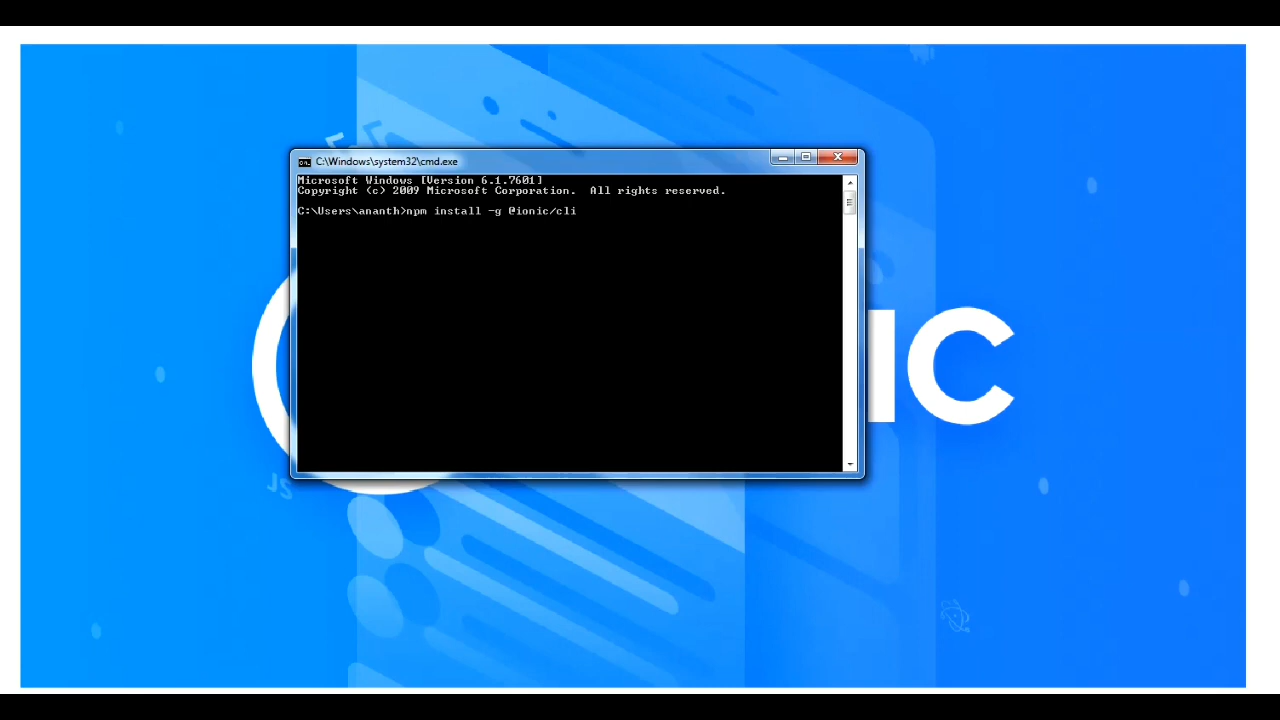 C:\Windows\system32\cmd.exe
Microsoft Windows [Version 6.1.7601]
Copyright (c) 2009 Microsoft Corporation.  All rights reserved.
C:\Users\ananth>npm install -g @ionic/cli
IC